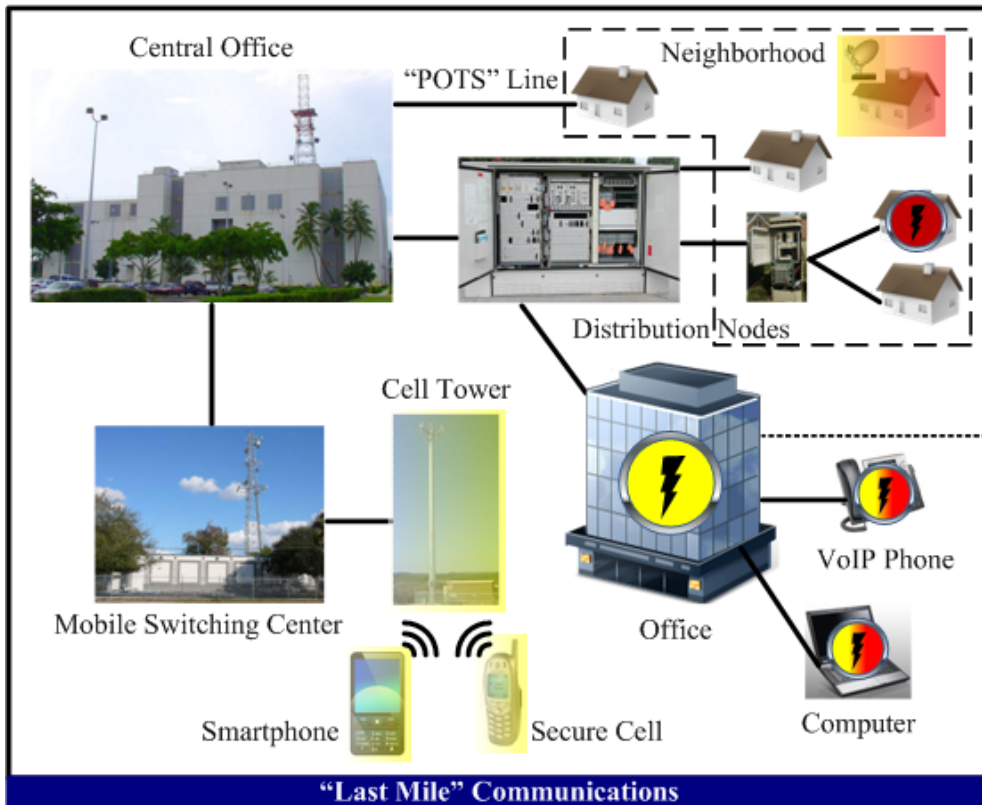 Central Office
Neighborhood
“POTS” Line
Distribution Nodes
Cell Tower
Mobile Switching Center
Office
VoIP Phone
Smartphone
Secure Cell
Computer
“Last Mile” Communications